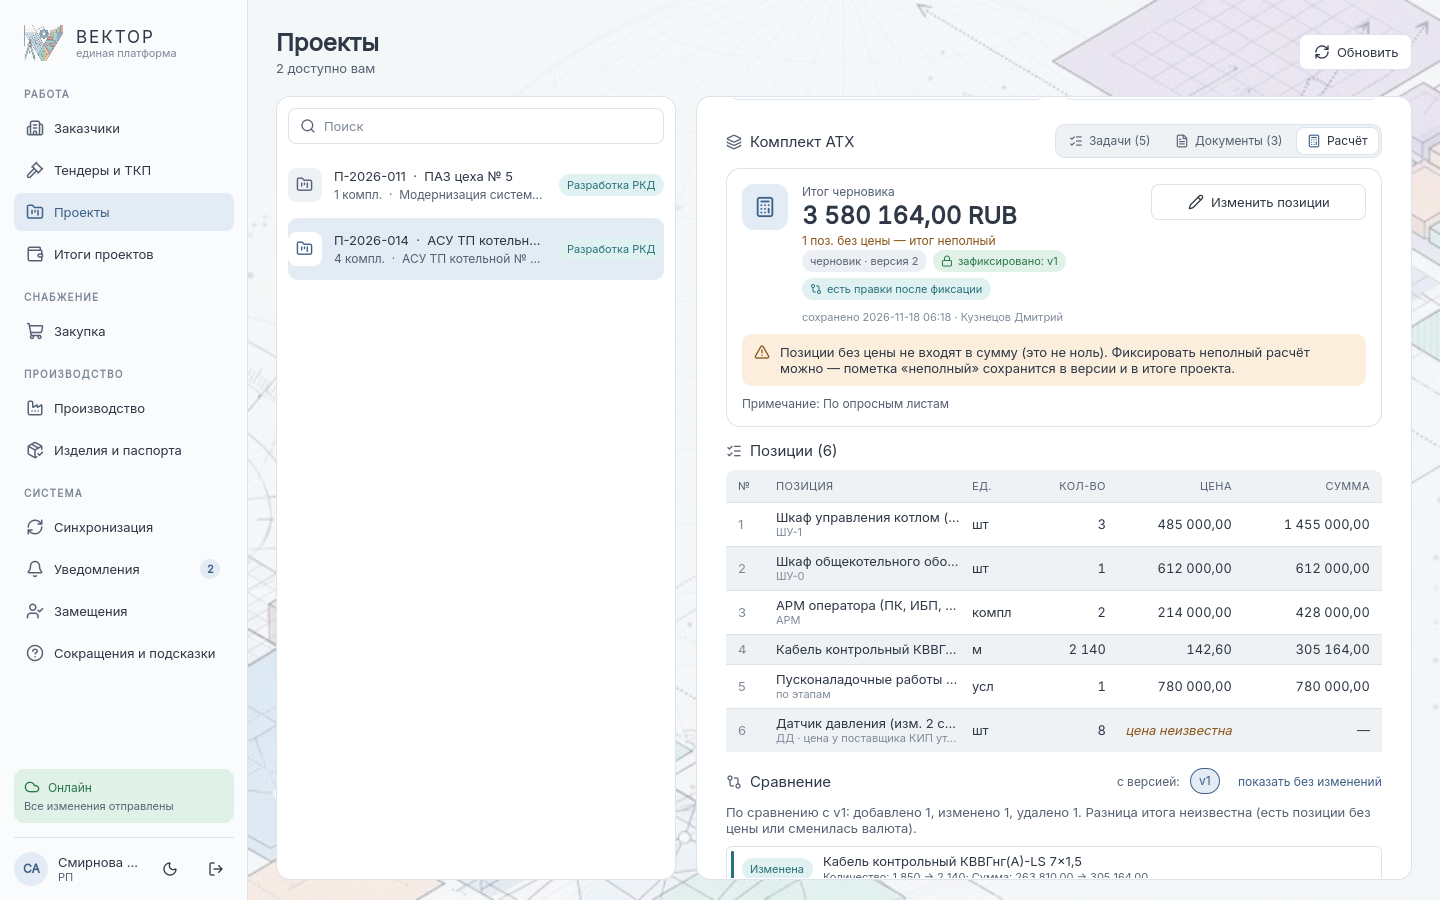 ВЕКТОР
единая платформа
РАБОТА
Заказчики
Тендеры и ТКП
Проекты
Итоги проектов
СНАБЖЕНИЕ
Закупка
ПРОИЗВОДСТВО
Производство
Изделия и паспорта
СИСТЕМА
Синхронизация
Уведомления 2
Замещения
Сокращения и подсказки
Онлайн
Все изменения отправлены
СА Смирнова ...
РП
Проекты
2 доступно вам
Обновить
Поиск
П-2026-011 · ПАЗ цеха № 5
1 компл. · Модернизация систем...
Разработка РКД
П-2026-014 · АСУ ТП котельн...
4 компл. · АСУ ТП котельной № ...
Разработка РКД
Комплект АТХ
Задачи (5) Документы (3) Расчёт
Итог черновика
3 580 164,00 RUB
Изменить позиции
1 поз. без цены — итог неполный
черновик · версия 2 зафиксировано: v1
есть правки после фиксации
сохранено 2026-11-18 06:18 · Кузнецов Дмитрий
Позиции без цены не входят в сумму (это не ноль). Фиксировать неполный расчёт
можно — пометка «неполный» сохранится в версии и в итоге проекта.
Примечание: По опросным листам
Позиции (6)
№ ПОЗИЦИЯ ЕД. КОЛ-ВО ЦЕНА СУММА
1 Шкаф управления котлом (... шт 3 485 000,00 1 455 000,00
ШУ-1
2 Шкаф общекотельного обо... шт 1 612 000,00 612 000,00
ШУ-0
3 АРМ оператора (ПК, ИБП, ... компл 2 214 000,00 428 000,00
АРМ
4 Кабель контрольный КВВГ... м 2 140 142,60 305 164,00
5 Пусконаладочные работы ... усл 1 780 000,00 780 000,00
по этапам
6 Датчик давления (изм. 2 с... шт 8 цена неизвестна —
ДД · цена у поставщика КИП ут...
Сравнение
с версией: v1 показать без изменений
По сравнению с v1: добавлено 1, изменено 1, удалено 1. Разница итога неизвестна (есть позиции без
цены или сменилась валюта).
Изменена
Кабель контрольный КВВГнг(А)-LS 7×1,5
Количество: 1 850 → 2 140; Сумма: 263 810,00 → 305 164,00